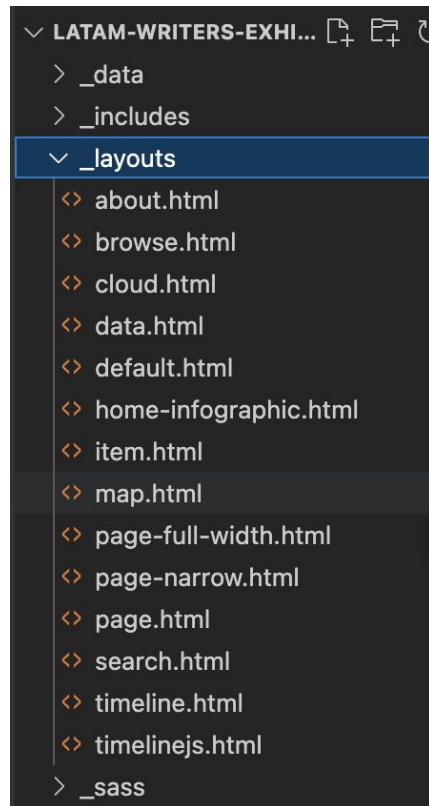 LATAM-WRITERS-EXHI...
_data
_includes
_layouts
about.html
browse.html
cloud.html
data.html
default.html
home-infographic.html
item.html
map.html
page-full-width.html
page-narrow.html
page.html
search.html
timeline.html
timelinejs.html
_sass